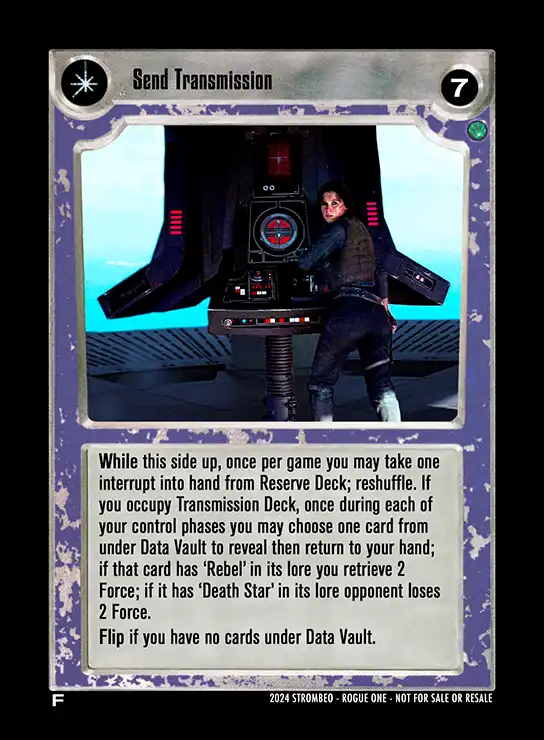 Send Transmission
7
While this side up, once per game you may take one
interrupt into hand from Reserve Deck; reshuffle. If
you occupy Transmission Deck, once during each of
your control phases you may choose one card from
under Data Vault to reveal then return to your hand;
if that card has ‘Rebel’ in its lore you retrieve 2
Force; if it has ‘Death Star’ in its lore opponent loses
2 Force.
Flip if you have no cards under Data Vault.
F
2024 STROMBEO - ROGUE ONE - NOT FOR SALE OR RESALE